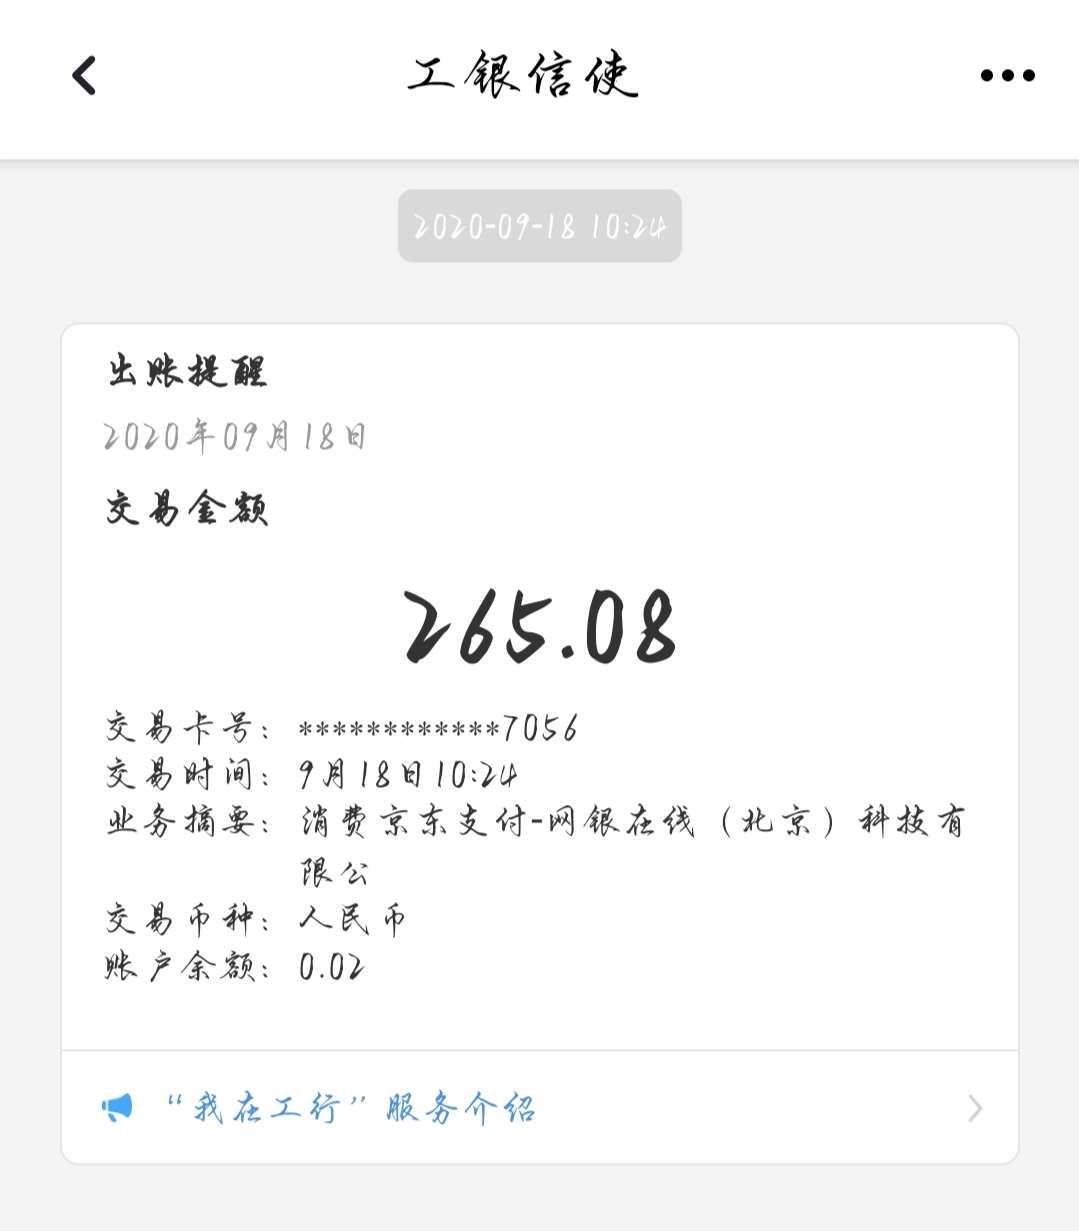 工银信使
2020-09-18 10:24
出账提醒
2020年09月18日
交易金额
265.08
交易卡号：************7056
交易时间：9月18日10:24
业务摘要：消费京东支付-网银在线（北京）科技有
限公
交易币种：人民币
账户余额：0.02
“我在工行”服务介绍